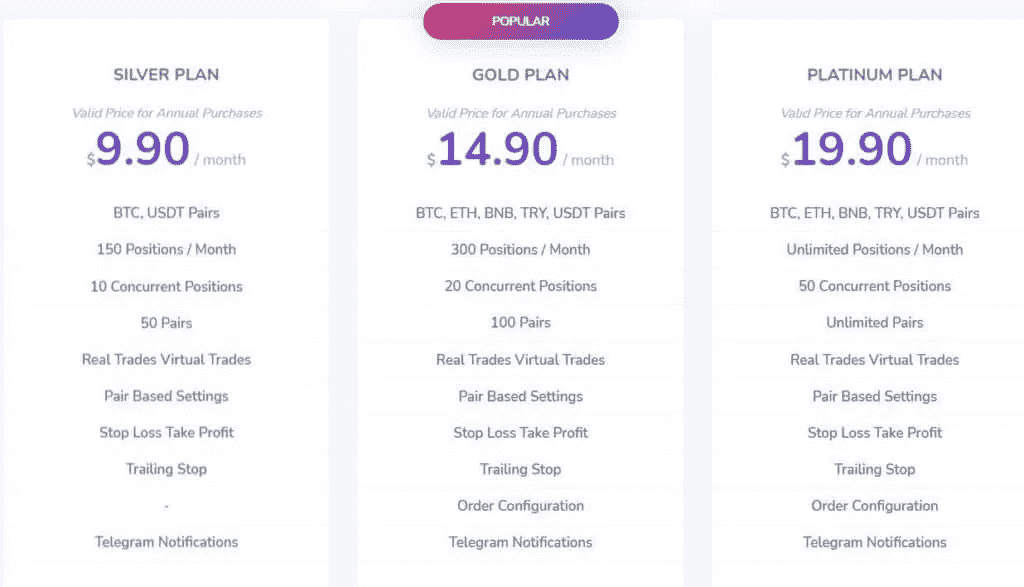 POPULAR
SILVER PLAN
Valid Price for Annual Purchases
$9.90 / month
BTC, USDT Pairs
150 Positions / Month
10 Concurrent Positions
50 Pairs
Real Trades Virtual Trades
Pair Based Settings
Stop Loss Take Profit
Trailing Stop
-
Telegram Notifications
GOLD PLAN
Valid Price for Annual Purchases
$14.90 / month
BTC, ETH, BNB, TRY, USDT Pairs
300 Positions / Month
20 Concurrent Positions
100 Pairs
Real Trades Virtual Trades
Pair Based Settings
Stop Loss Take Profit
Trailing Stop
Order Configuration
Telegram Notifications
PLATINUM PLAN
Valid Price for Annual Purchases
$19.90 / month
BTC, ETH, BNB, TRY, USDT Pairs
Unlimited Positions / Month
50 Concurrent Positions
Unlimited Pairs
Real Trades Virtual Trades
Pair Based Settings
Stop Loss Take Profit
Trailing Stop
Order Configuration
Telegram Notifications